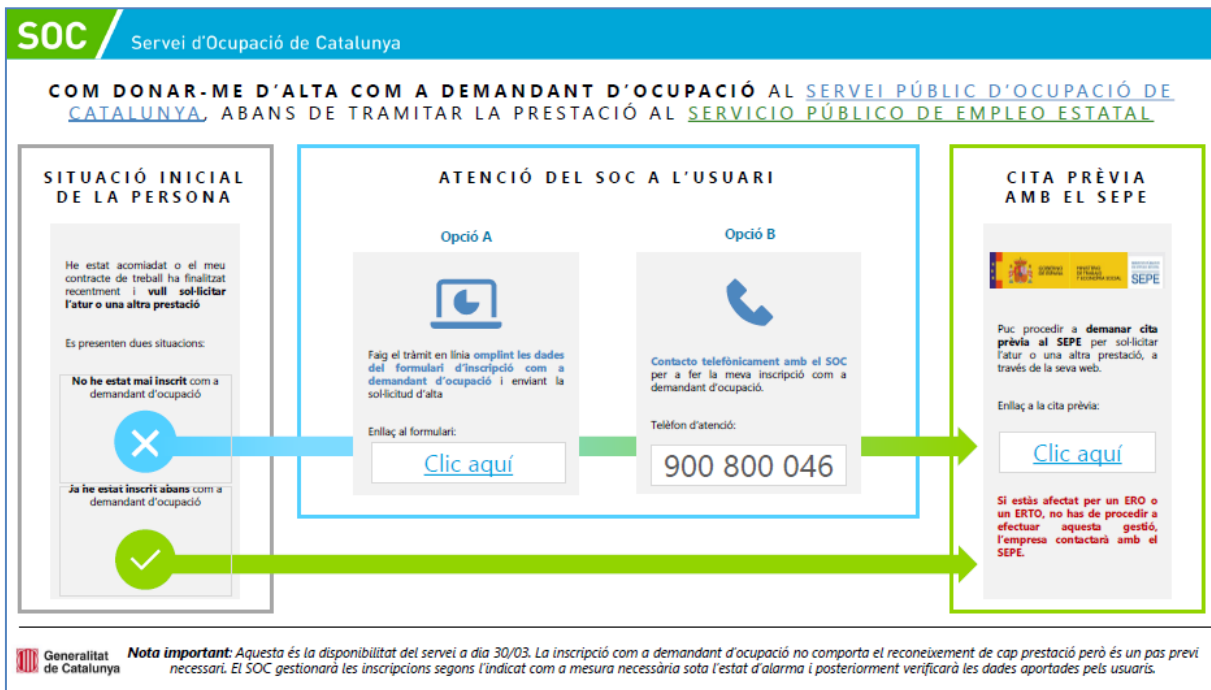 SOC
Servei d'Ocupació de Catalunya
COM DONAR-ME D'ALTA COM A DEMANDANT D'OCUPACIÓ AL SERVEI PÚBLIC D'OCUPACIÓ DE
CATALUNYA, ABANS DE TRAMITAR LA PRESTACIÓ AL SERVICIO PÚBLICO DE EMPLEO ESTATAL
SITUACIÓ INICIAL
DE LA PERSONA
He estat acomiadat o el meu
contracte de treball ha finalitzat
recentment i vull sol·licitar
l'atur o una altra prestació
Es presenten dues situacions:
No he estat mai inscrit com a
demandant d'ocupació
Ja he estat inscrit abans com a
demandant d'ocupació
ATENCIÓ DEL SOC A L'USUARI
Opció A
Faig el tràmit en línia omplint les dades
del formulari d'inscripció com a
demandant d'ocupació i enviant la
sol·licitud d'alta
Enllaç al formulari:
Clic aquí
Opció B
Contacto telefònicament amb el SOC
per a fer la meva inscripció com a
demandant d'ocupació.
Telèfon d'atenció:
900 800 046
CITA PRÈVIA
AMB EL SEPE
GOBIERNO
DE ESPAÑA
MINISTERIO
DE TRABAJO
Y ECONOMÍA SOCIAL
SEPE
Puc procedir a demanar cita
prèvia al SEPE per sol·licitar
l'atur o una altra prestació, a
través de la seva web.
Enllaç a la cita prèvia:
Clic aquí
Si estàs afectat per un ERO o
un ERTO, no has de procedir a
efectuar aquesta gestió,
l'empresa contactarà amb el
SEPE.
Generalitat
de Catalunya
Nota important: Aquesta és la disponibilitat del servei a dia 30/03. La inscripció com a demandant d'ocupació no comporta el reconeixement de cap prestació però és un pas previ
necessari. El SOC gestionarà les inscripcions segons l'indicat com a mesura necessària sota l'estat d'alarma i posteriorment verificarà les dades aportades pels usuaris.